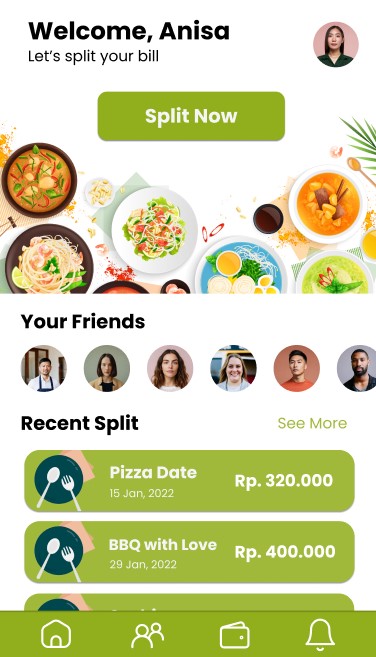 Welcome, Anisa
Let's split your bill
Split Now
Your Friends
Recent Split
See More
Pizza Date
15 Jan, 2022
Rp. 320.000
BBQ with Love
29 Jan, 2022
Rp. 400.000